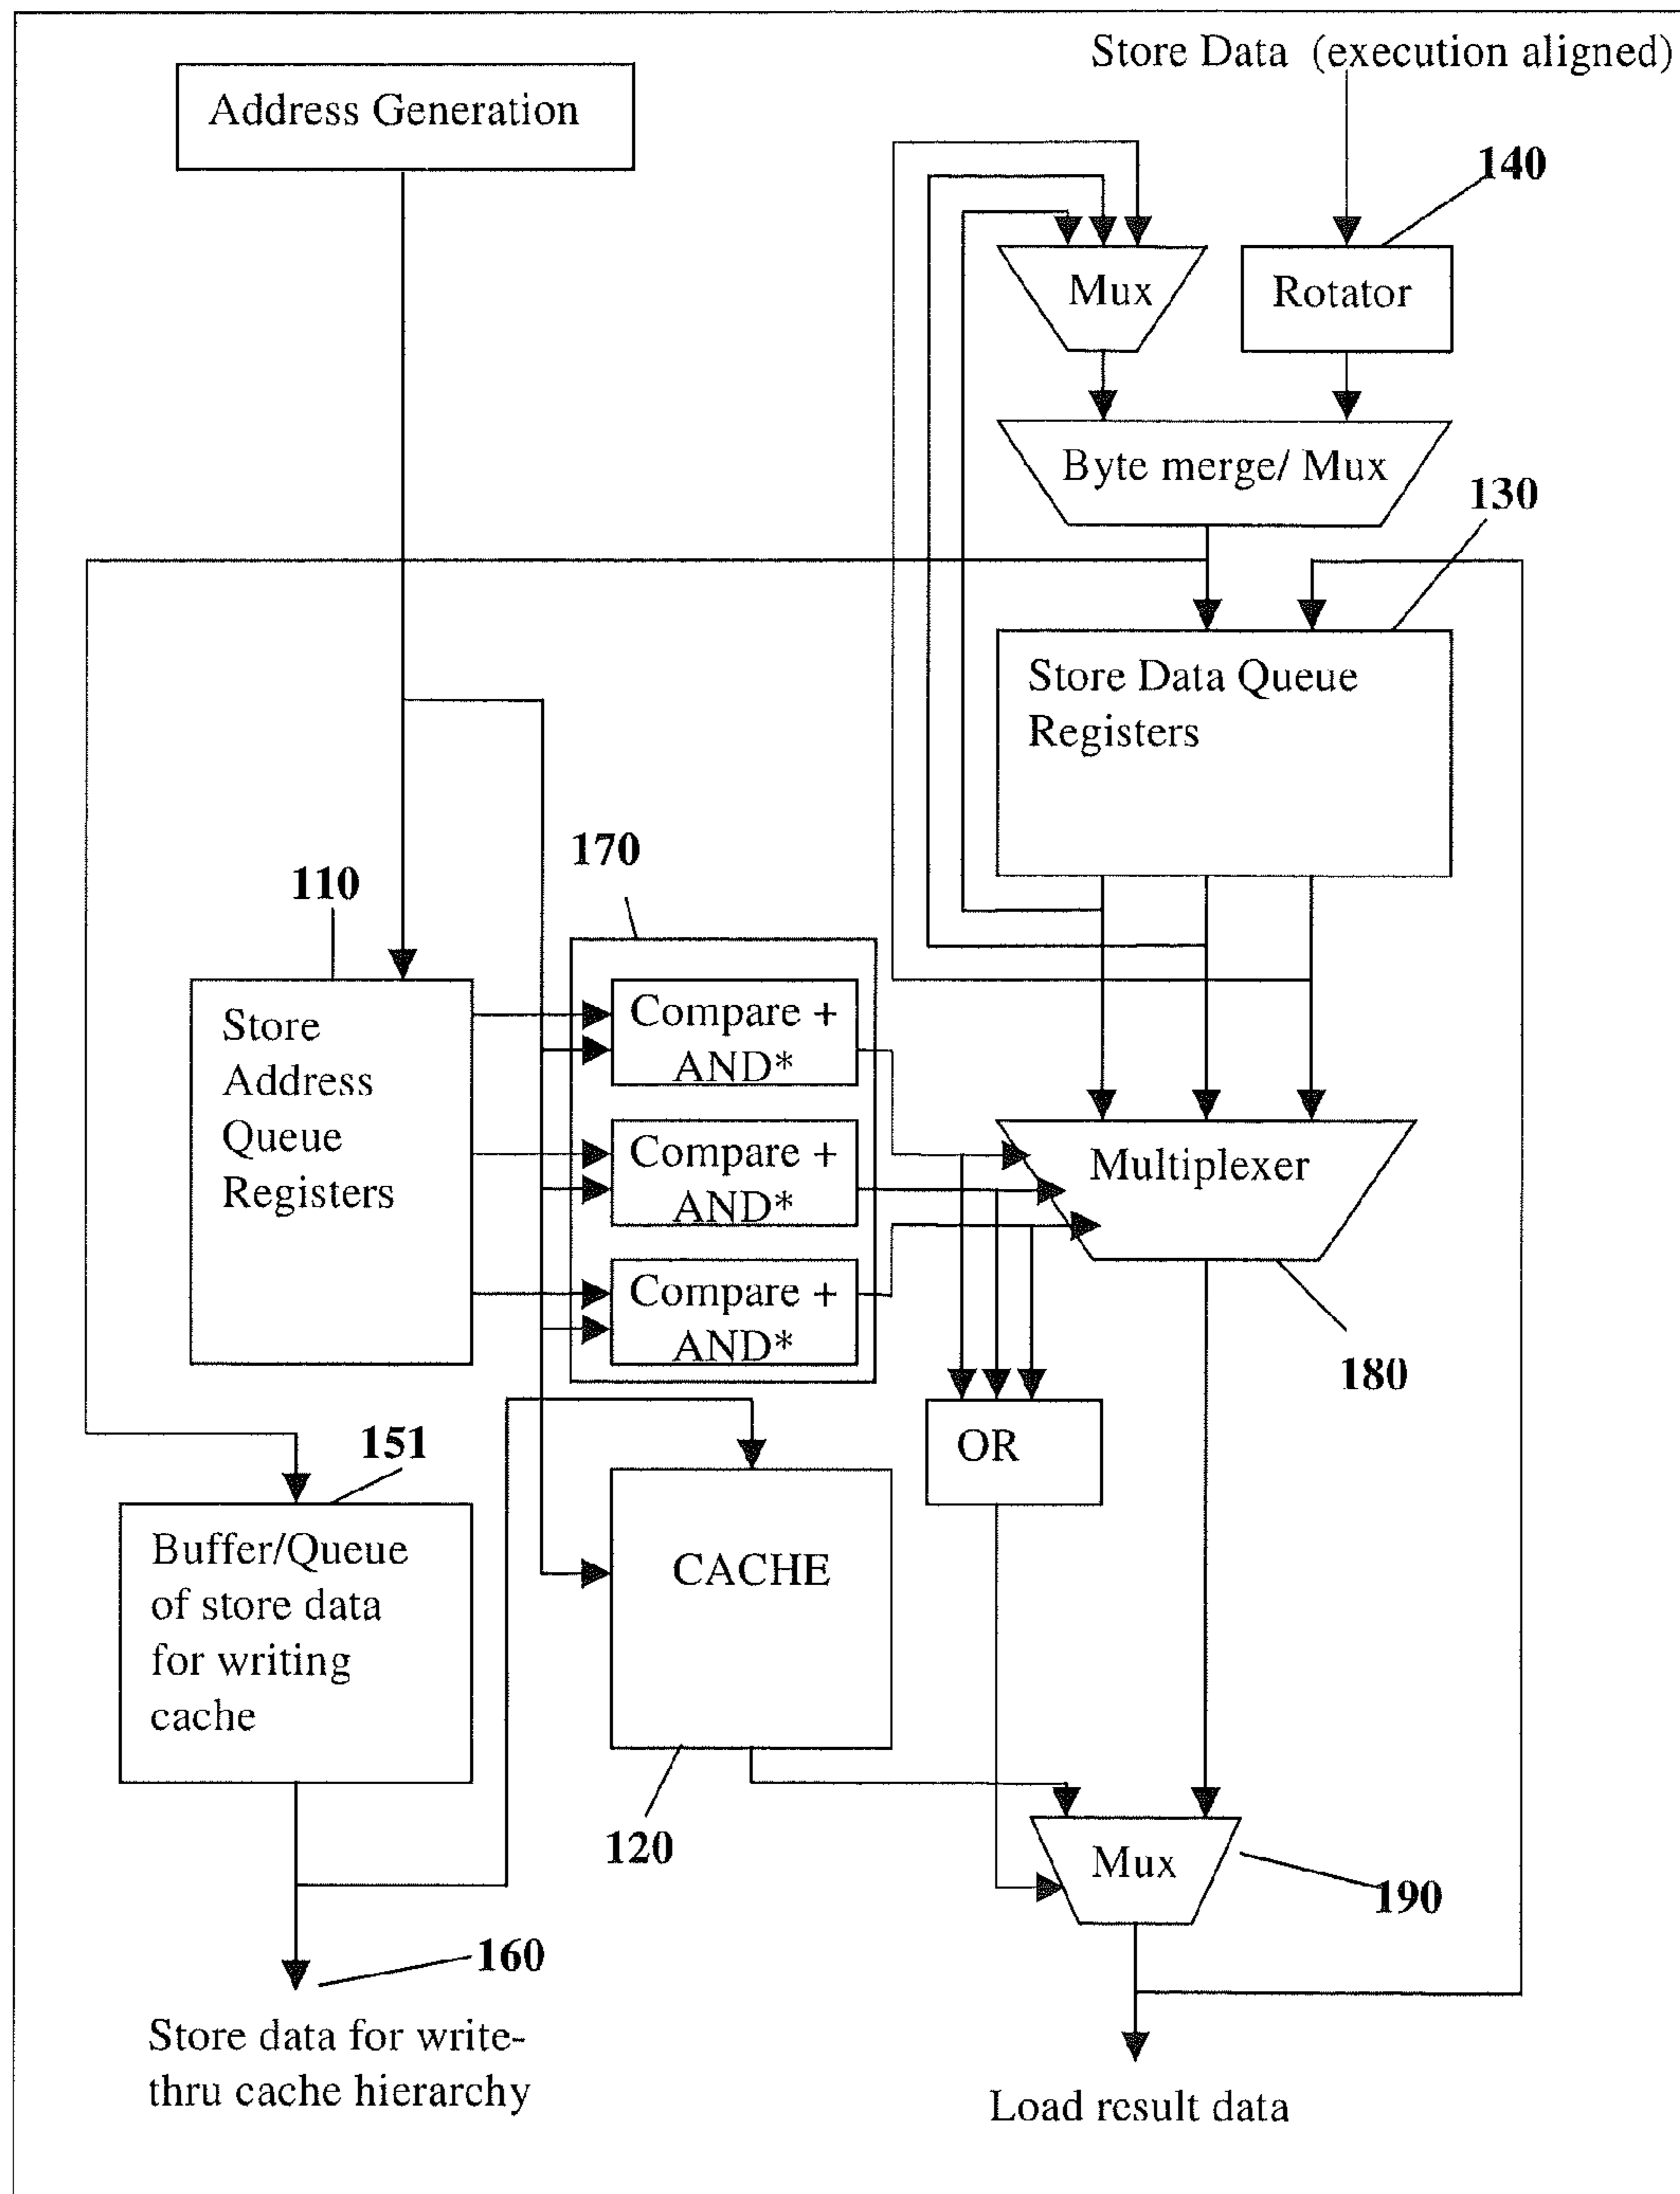 Store Data (execution aligned)
Address Generation
140
Mux
Rotator
Byte merge/ Mux
130
Store Data Queue
Registers
170
110
Compare +
AND*
Store
Address
Queue
Registers
Compare +
AND*
Multiplexer
Compare +
AND*
180
151
OR
Buffer/Queue
of store data
for writing
cache
CACHE
120
Mux
190
160
Store data for write-
thru cache hierarchy
Load result data